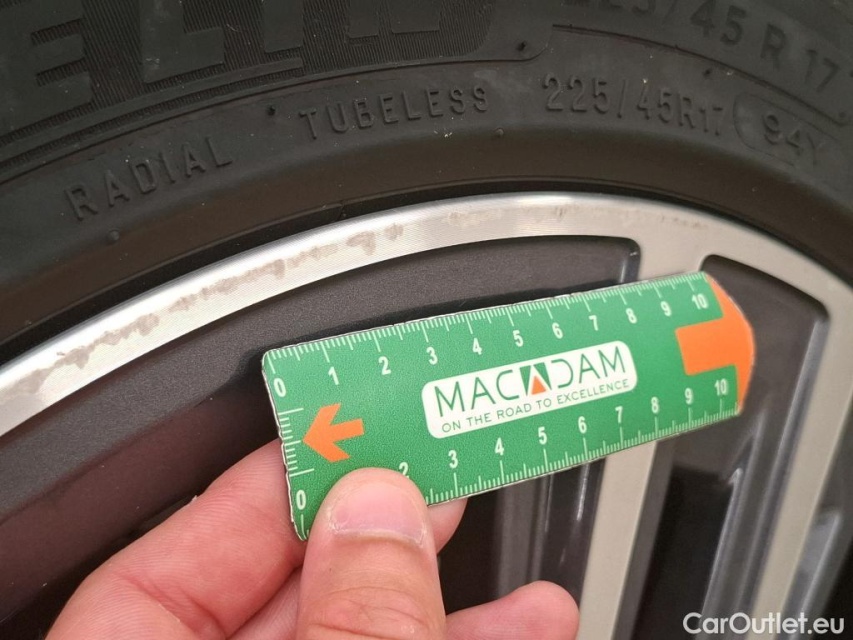 225/45 R 17
RADIAL TUBELESS 225/45R17 94Y
0 1 2 3 4 5 6 7 8 9 10
MACADAM
ON THE ROAD TO EXCELLENCE
0 2 3 4 5 6 7 8 9 10
CarOutlet.eu